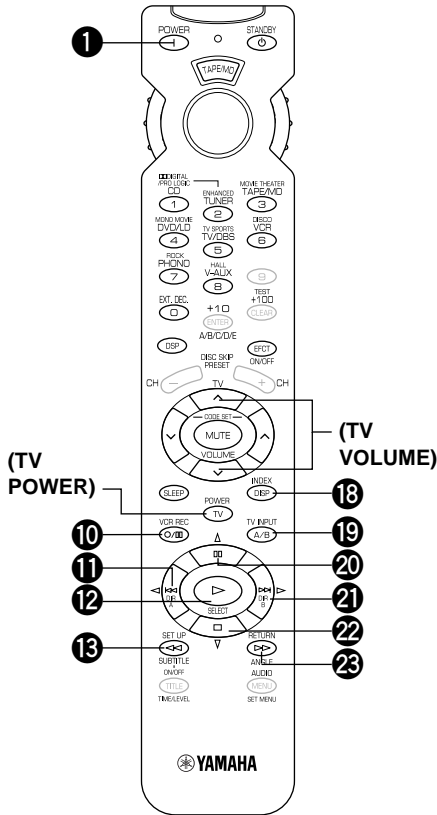 POWER STANDBY
1
TAPE/MD
DIGITAL
/PRO LOGIC
CD
ENHANCED
TUNER
MOVIE THEATER
TAPE/MD
1 2 3
MONO MOVIE
DVD/LD
TV SPORTS
TV/DBS
DISCO
VCR
4 5 6
ROCK
PHONO
HALL
V-AUX
7 8 9
EXT. DEC.
+10
TEST
+100
0 ENTER CLEAR
A/B/C/D/E
DSP EFCT
ON/OFF
DISC SKIP
PRESET
CH – TV + CH
CODE SET
MUTE
VOLUME
(TV
VOLUME)
(TV
POWER)
SLEEP
POWER
TV
INDEX
DISP
18
10
VCR REC
TV INPUT
A/B
19
20
11
DIR
A
DIR
B
21
12
SELECT
22
13
SET UP RETURN
23
SUBTITLE
ON/OFF
ANGLE
AUDIO
TITLE MENU
TIME/LEVEL SET MENU
YAMAHA